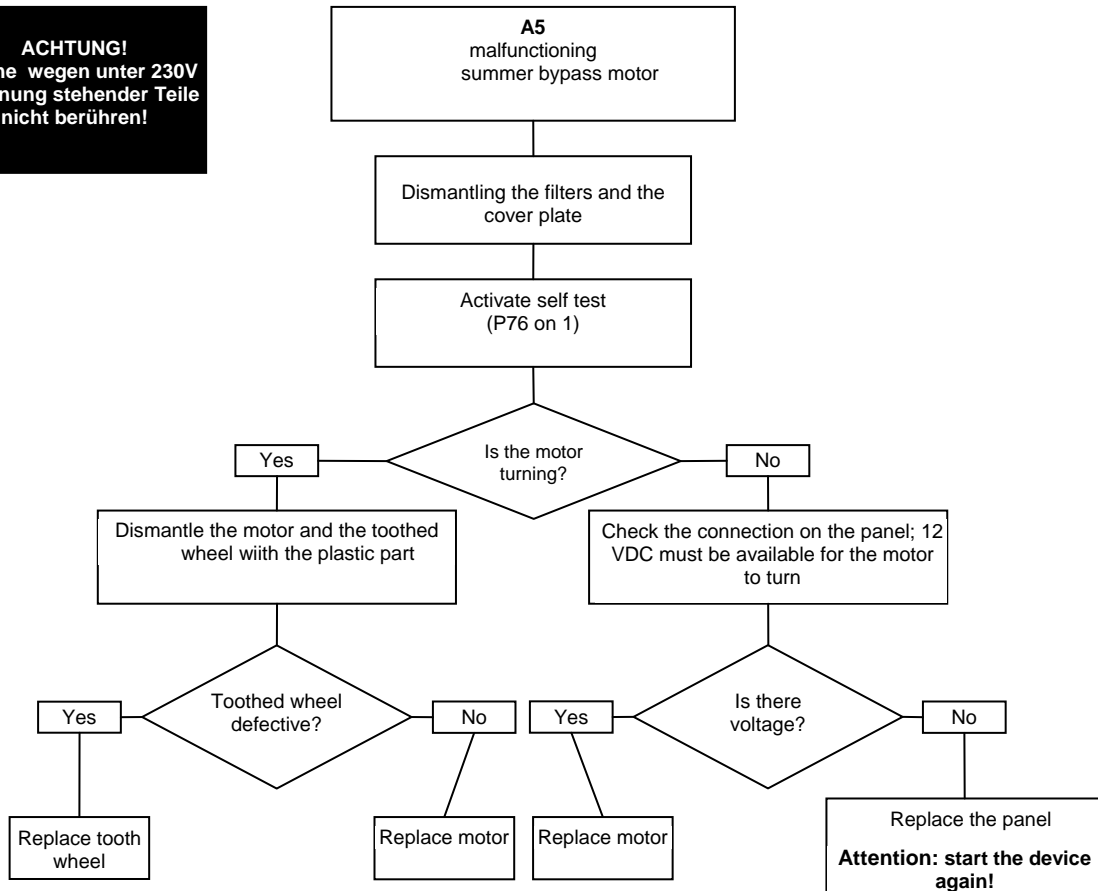 ACHTUNG!
wegen unter 230V
stehender Teile
nicht berühren!
A5
malfunctioning
summer bypass motor
Dismantling the filters and the
cover plate
Activate self test
(P76 on 1)
Is the motor
turning?
Yes
No
Dismantle the motor and the toothed
wheel wiith the plastic part
Check the connection on the panel; 12
VDC must be available for the motor
to turn
Toothed wheel
defective?
Yes
No
Is there
voltage?
Yes
No
Replace tooth
wheel
Replace motor
Replace motor
Replace the panel
Attention: start the device
again!